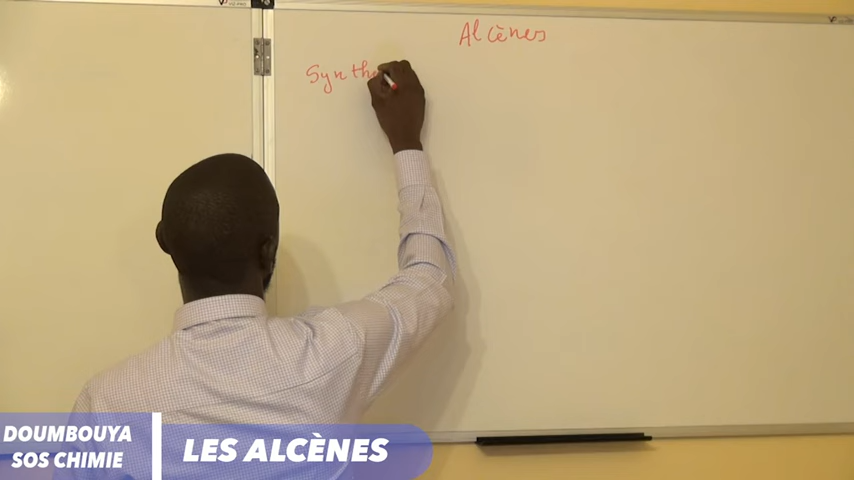 Alcènes
Synthe
DOUMBOUYA
SOS CHIMIE
LES ALCÈNES